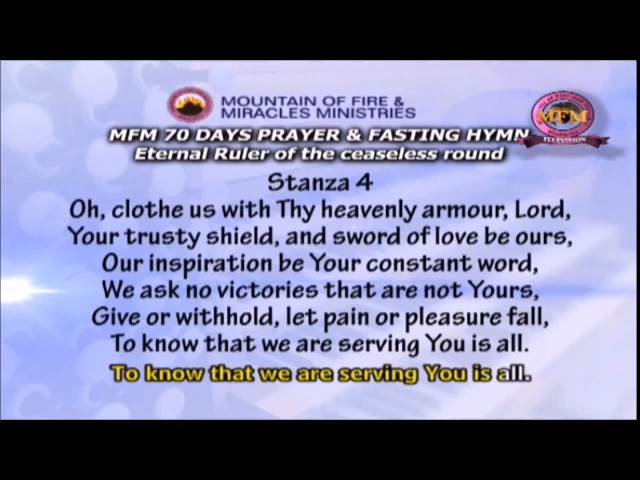 MOUNTAIN OF FIRE &
MIRACLES MINISTRIES
MFM 70 DAYS PRAYER & FASTING HYMN
Eternal Ruler of the ceaseless round
MFM
TELEVISION
Stanza 4
Oh, clothe us with Thy heavenly armour, Lord,
Your trusty shield, and sword of love be ours,
Our inspiration be Your constant word,
We ask no victories that are not Yours,
Give or withhold, let pain or pleasure fall,
To know that we are serving You is all.
To know that we are serving You is all.